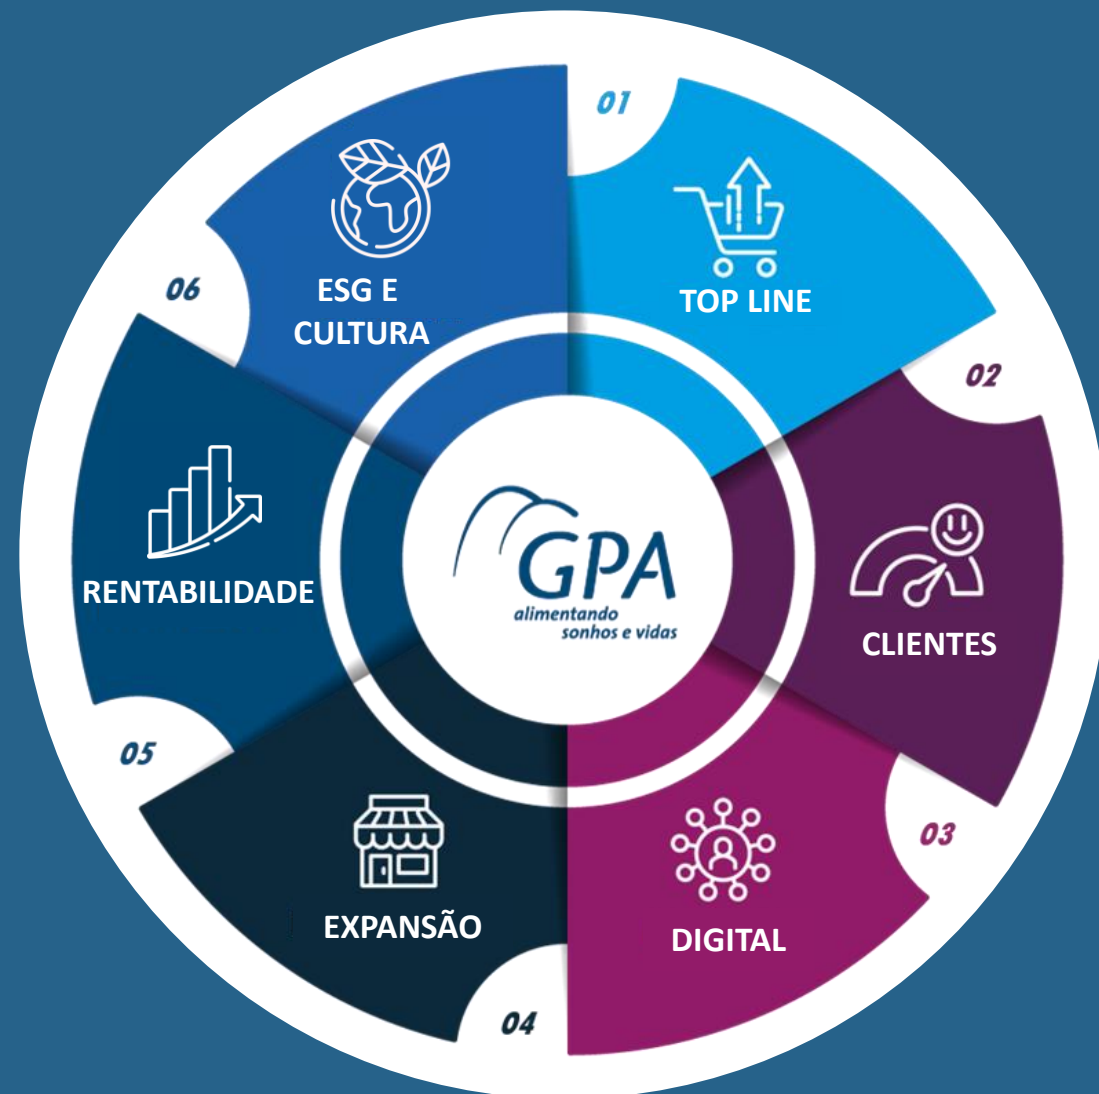 01
TOP LINE
02
CLIENTES
03
DIGITAL
04
EXPANSÃO
05
RENTABILIDADE
06
ESG E
CULTURA
GPA
alimentando
sonhos e vidas